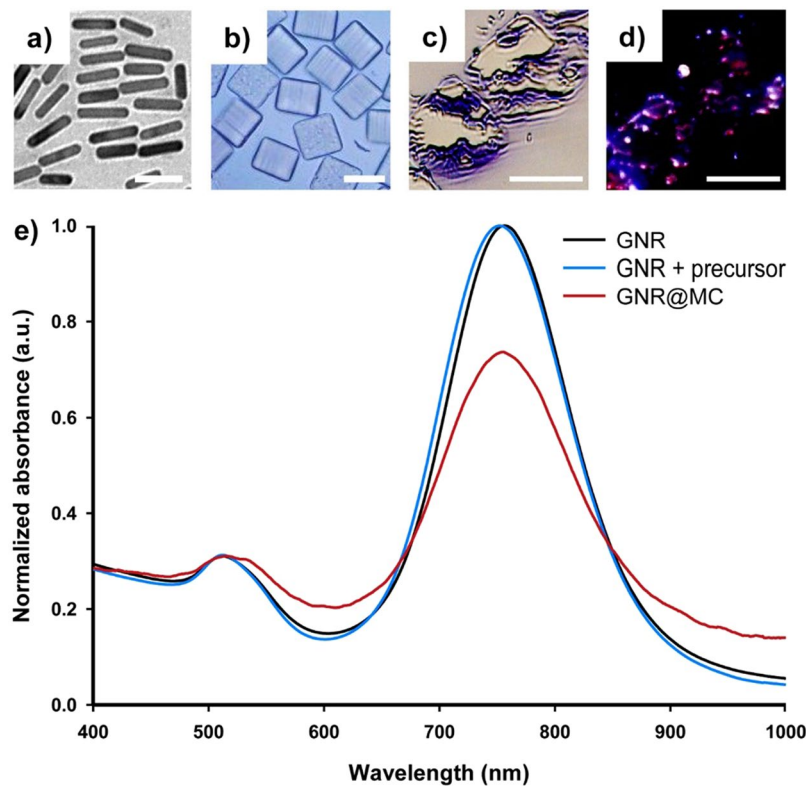 a)
b)
c)
d)
e)
GNR
GNR + precursor
GNR@MC
1.0
0.8
0.6
0.4
0.2
0.0
Normalized absorbance (a.u.)
400
500
600
700
800
900
1000
Wavelength (nm)